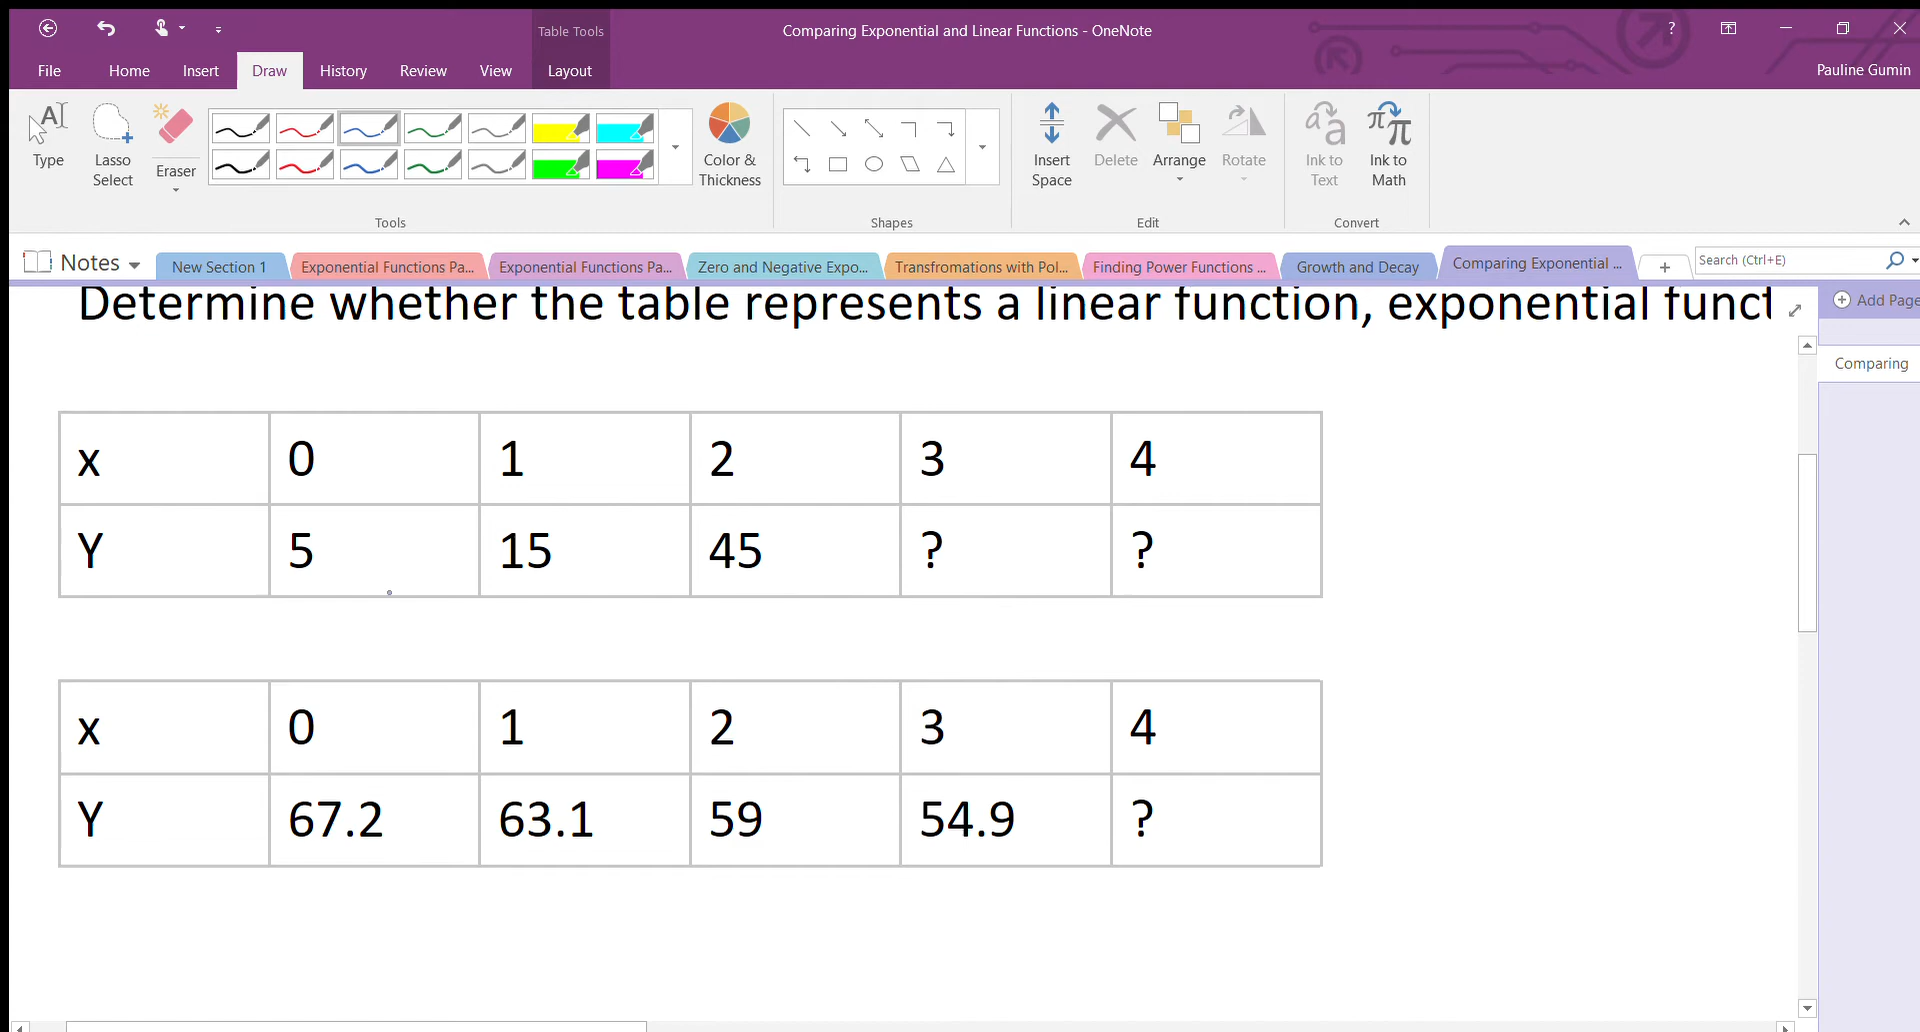 Table Tools
Comparing Exponential and Linear Functions - OneNote
?
File Home Insert Draw History Review View Layout
Pauline Gumin
Type
Lasso Select
Eraser
Color & Thickness
Insert Space
Delete
Arrange
Rotate
Ink to Text
Ink to Math
Tools Shapes Edit Convert
Notes New Section 1 Exponential Functions Pa... Exponential Functions Pa... Zero and Negative Expo... Transfromations with Pol... Finding Power Functions ... Growth and Decay Comparing Exponential ... + Search (Ctrl+E)
Determine whether the table represents a linear function, exponential funct
Add Page
Comparing
x 0 1 2 3 4
Y 5 15 45 ? ?
x 0 1 2 3 4
Y 67.2 63.1 59 54.9 ?